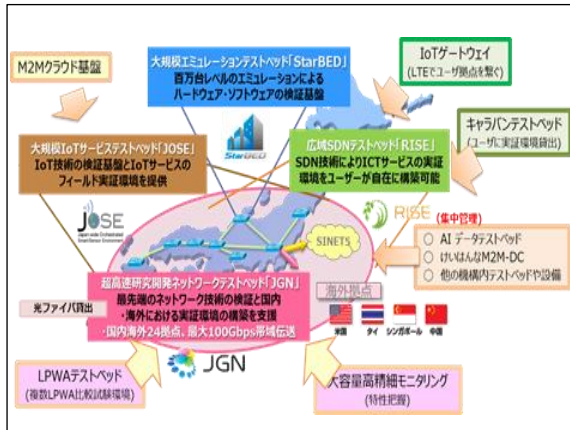 M2Mクラウド基盤
大規模エミュレーションテストベッド「StarBED」
百万台レベルのエミュレーションによる
ハードウェア・ソフトウェアの検証基盤
IoTゲートウェイ
(LTEでユーザ拠点を繋ぐ)
キャラバンテストベッド
(ユーザに実証環境貸出)
大規模IoTサービステストベッド「JOSE」
IoT技術の検証基盤とIoTサービスの
フィールド実証環境を提供
StarBED
広域SDNテストベッド「RISE」
SDN技術によりICTサービスの実証
環境をユーザーが自在に構築可能
JOSE
Japan-wide Orchestrated
Smart/Sensor Environment
RISE
(集中管理)
SINET5
○ AIデータテストベッド
○ けいはんなM2M-DC
○ 他の機構内テストベッドや設備
超高速研究開発ネットワークテストベッド「JGN」
最先端のネットワーク技術の検証と国内
・海外における実証環境の構築を支援
・国内海外24拠点、最大100Gbps帯域伝送
光ファイバ貸出
海外拠点
米国
タイ
シンガポール
中国
JGN
LPWAテストベッド
(複数LPWA比較試験環境)
大容量高精細モニタリング
(特性把握)